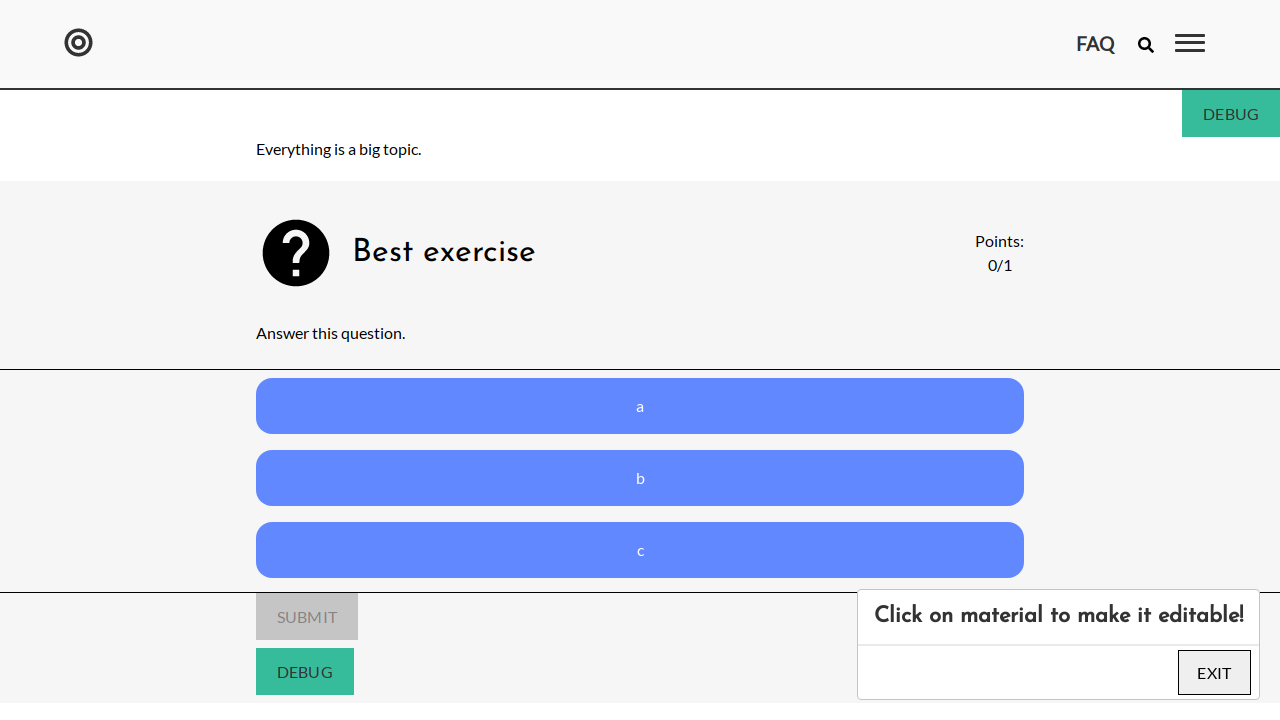 FAQ
DEBUG
Everything is a big topic.
Best exercise
Points:
0/1
Answer this question.
a
b
c
SUBMIT
Click on material to make it editable!
DEBUG
EXIT